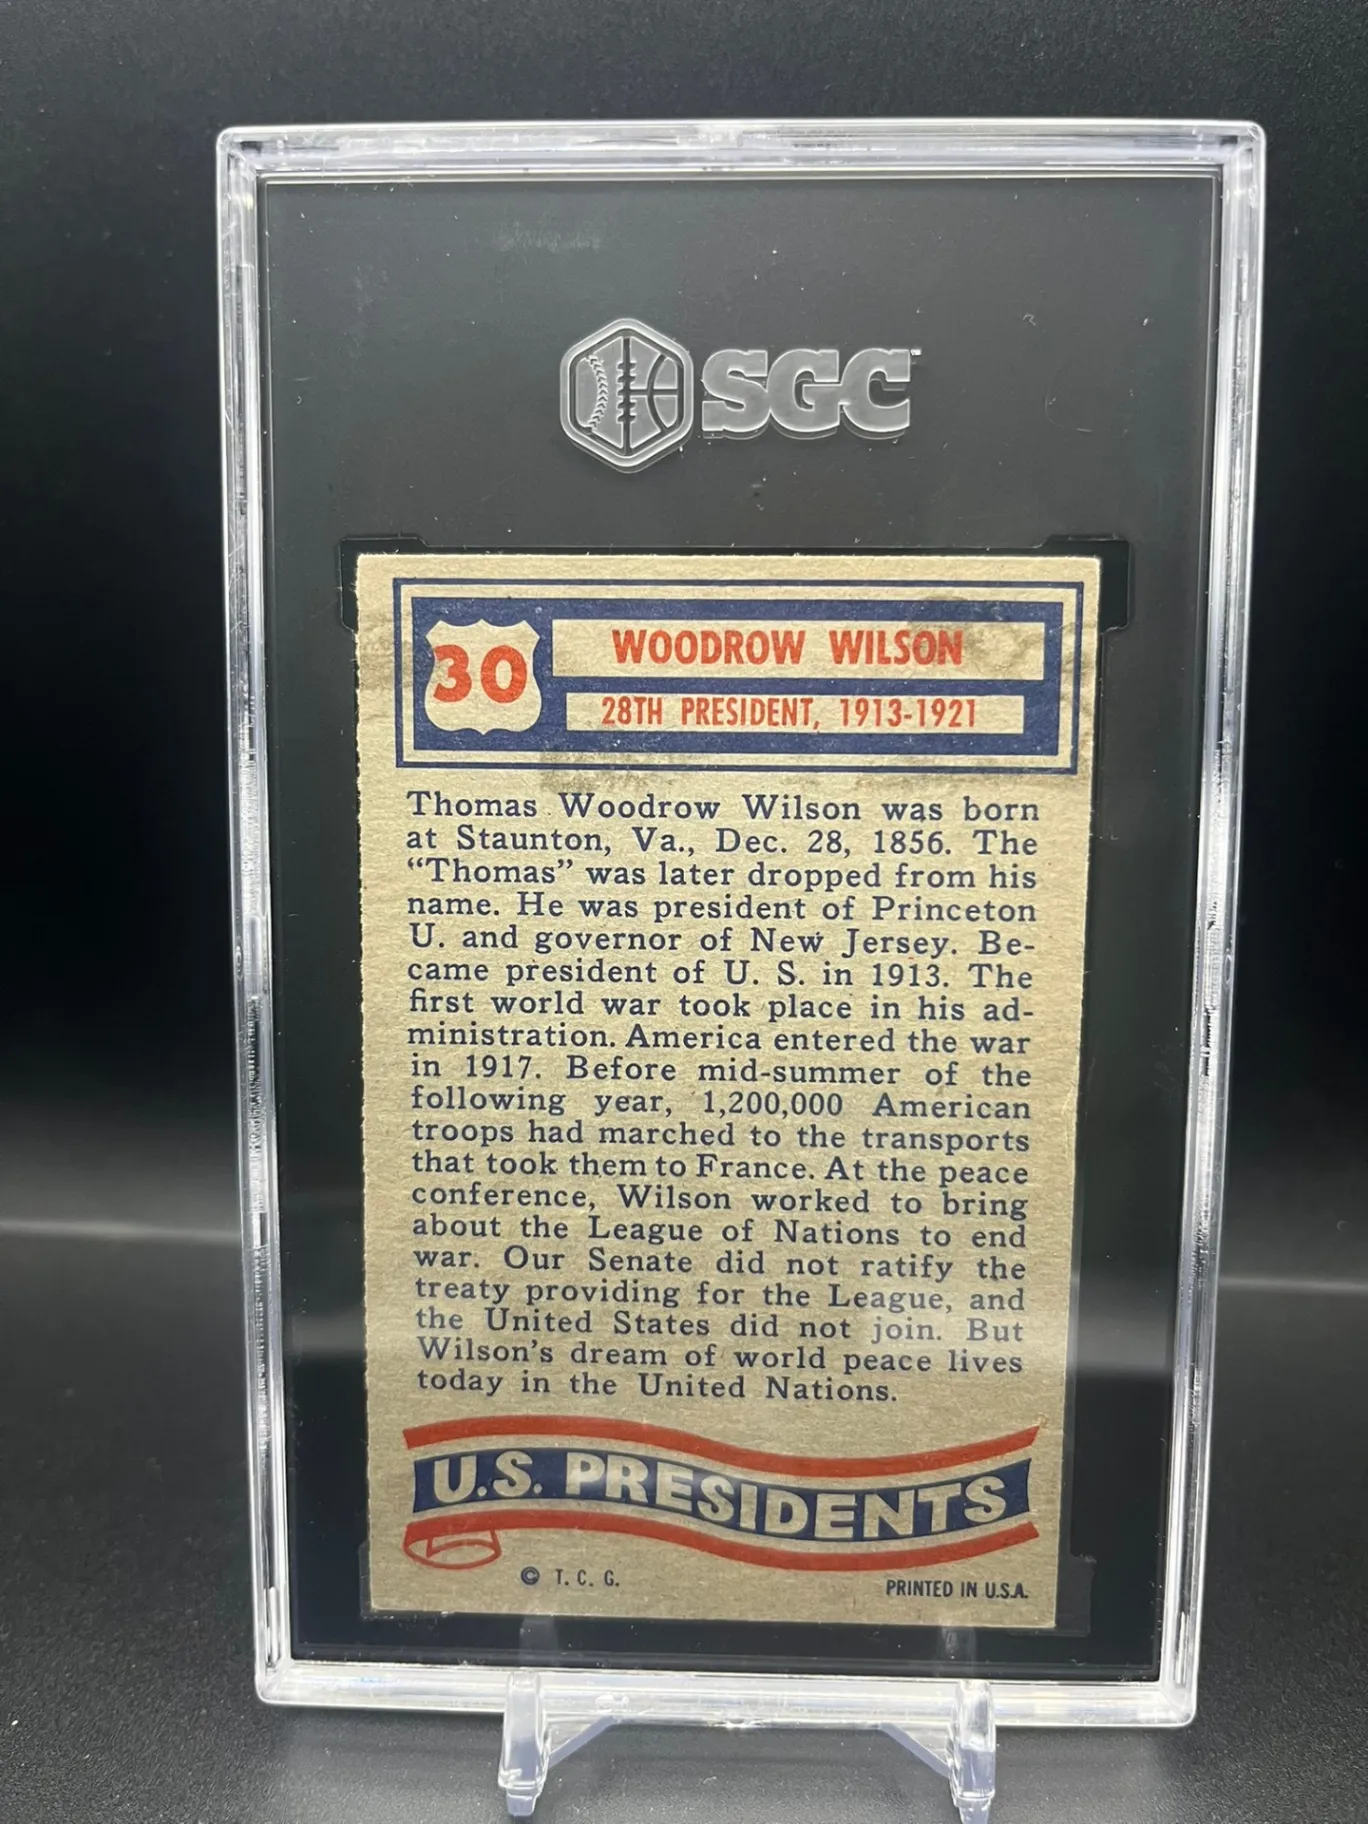 SGC
30
WOODROW WILSON
28TH PRESIDENT, 1913-1921
Thomas Woodrow Wilson was born
at Staunton, Va., Dec. 28, 1856. The
“Thomas” was later dropped from his
name. He was president of Princeton
U. and governor of New Jersey. Be-
came president of U. S. in 1913. The
first world war took place in his ad-
ministration. America entered the war
in 1917. Before mid-summer of the
following year, 1,200,000 American
troops had marched to the transports
that took them to France. At the peace
conference, Wilson worked to bring
about the League of Nations to end
war. Our Senate did not ratify the
treaty providing for the League, and
the United States did not join. But
Wilson’s dream of world peace lives
today in the United Nations.
U.S. PRESIDENTS
© T. C. G.
PRINTED IN U.S.A.